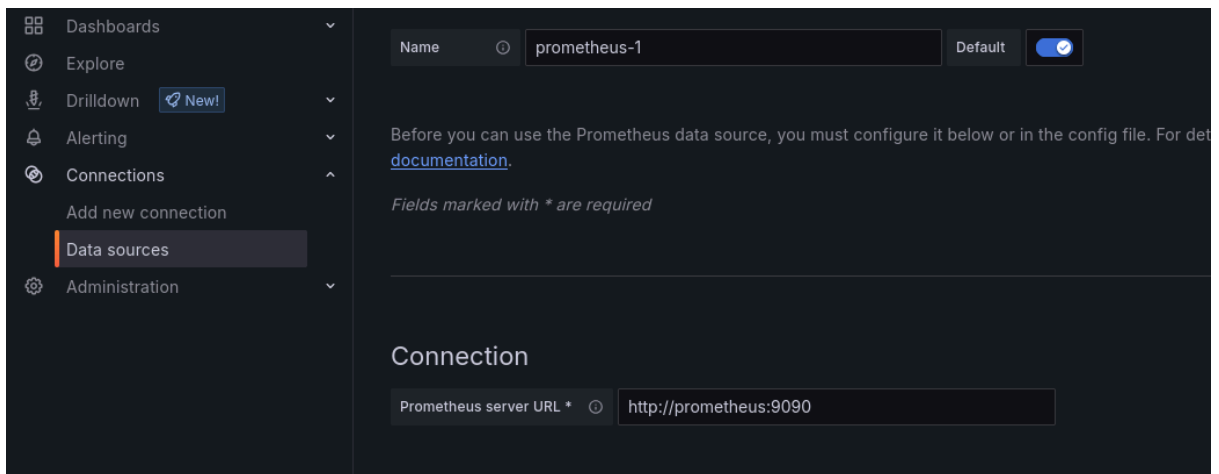 Dashboards
Explore
Drilldown New!
Alerting
Connections
Add new connection
Data sources
Administration
Name prometheus-1 Default
Before you can use the Prometheus data source, you must configure it below or in the config file. For det
documentation.
Fields marked with * are required
Connection
Prometheus server URL * http://prometheus:9090